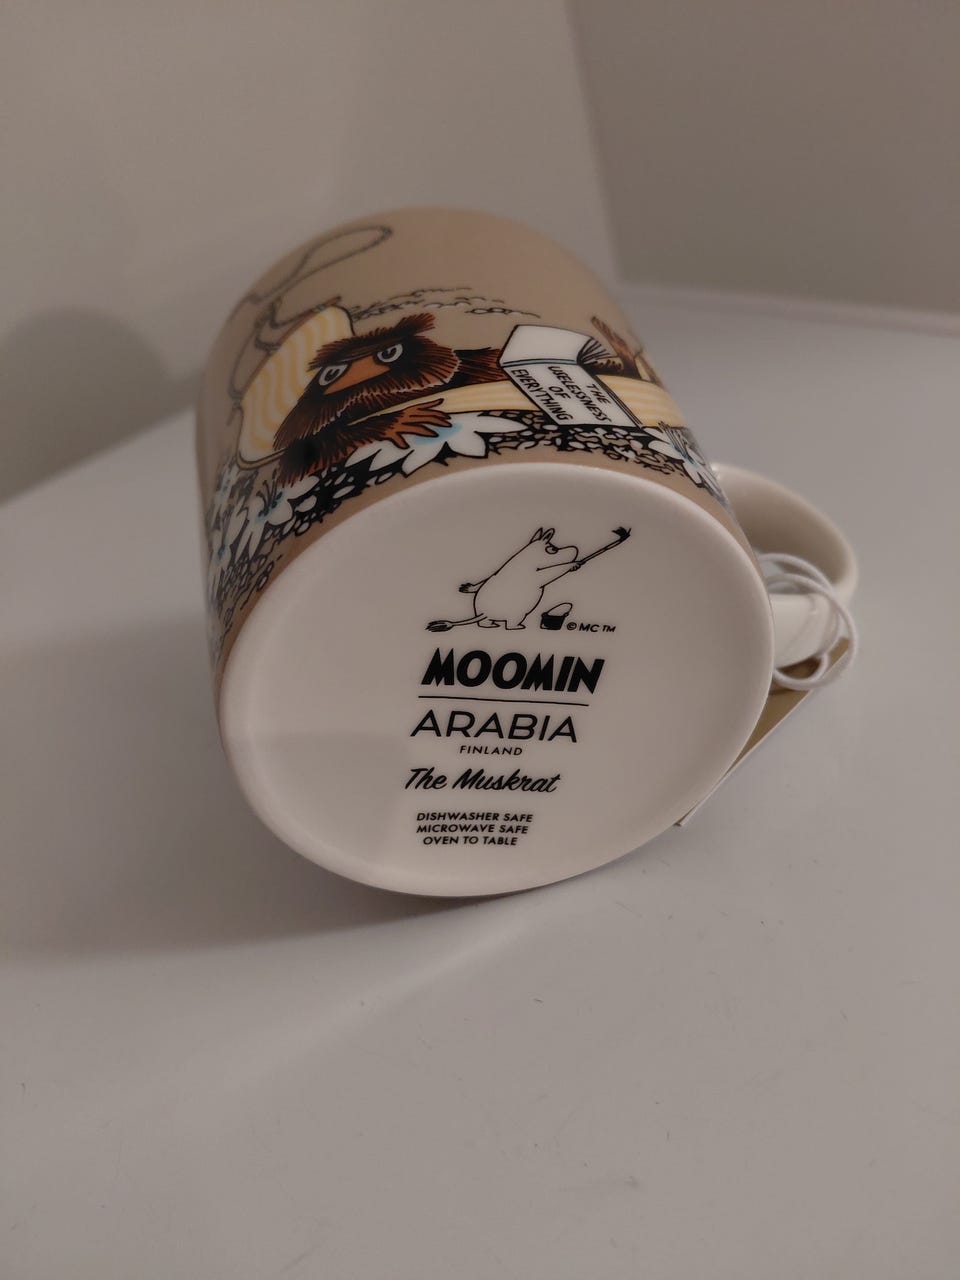 THE
USELESSNESS
OF
EVERYTHING
© MC TM
MOOMIN
ARABIA
FINLAND
The Muskrat
DISHWASHER SAFE
MICROWAVE SAFE
OVEN TO TABLE